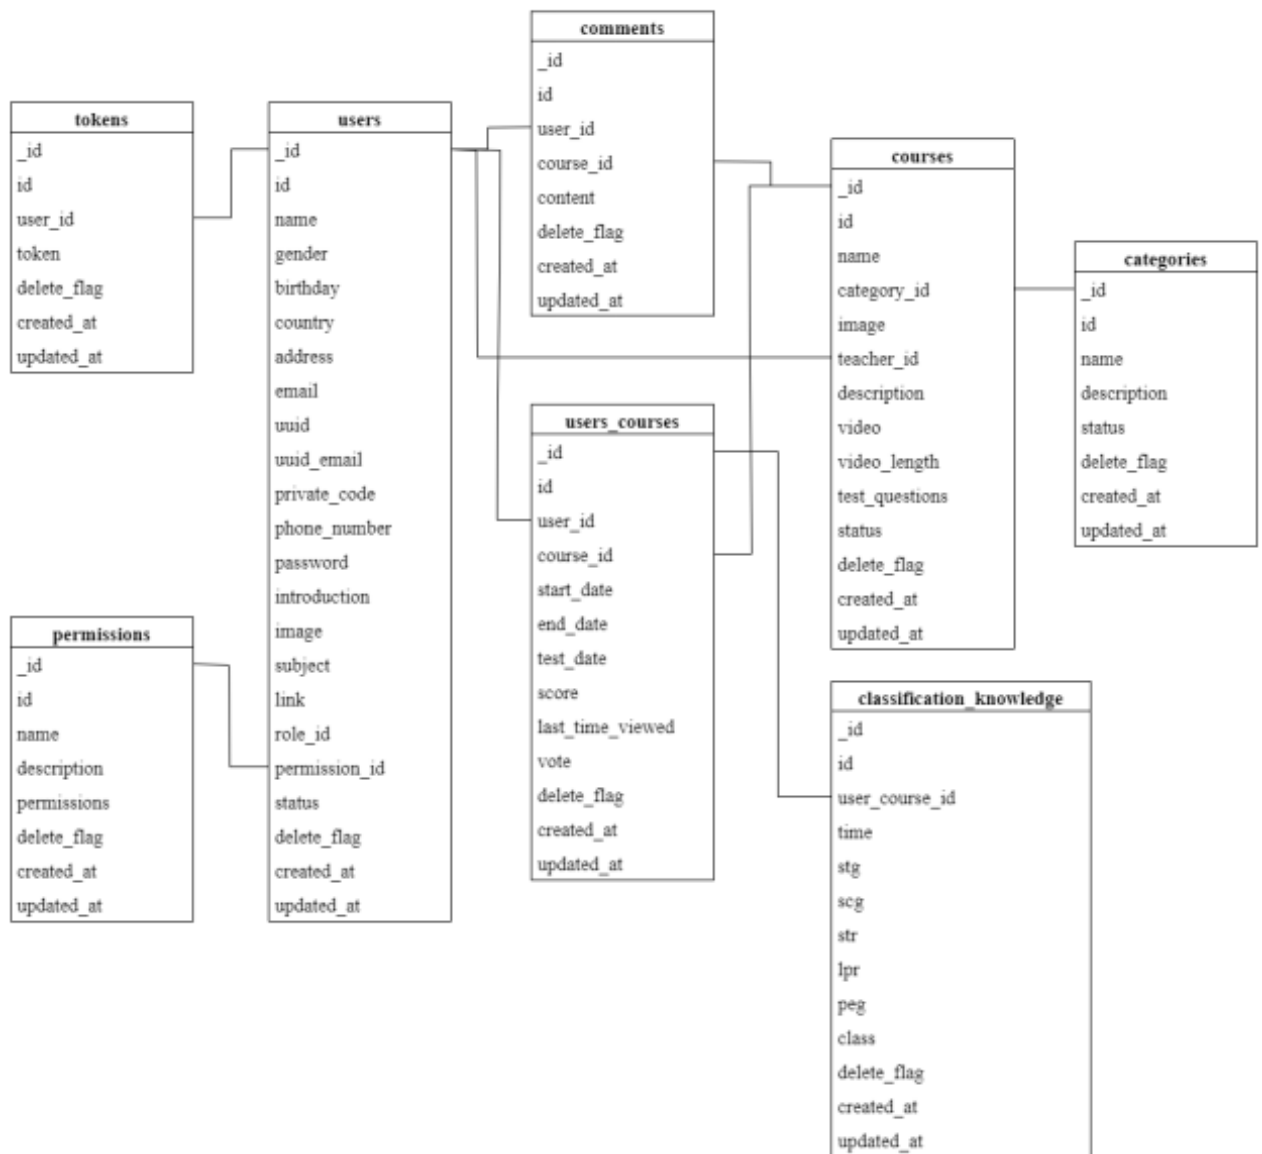 comments
_id
id
user_id
course_id
content
delete_flag
created_at
updated_at
tokens
_id
id
user_id
token
delete_flag
created_at
updated_at
users
_id
id
name
gender
birthday
country
address
email
uuid
uuid_email
private_code
phone_number
password
introduction
image
subject
link
role_id
permission_id
status
delete_flag
created_at
updated_at
courses
_id
id
name
category_id
image
teacher_id
description
video
video_length
test_questions
status
delete_flag
created_at
updated_at
categories
_id
id
name
description
status
delete_flag
created_at
updated_at
users_courses
_id
id
user_id
course_id
start_date
end_date
test_date
score
last_time_viewed
vote
delete_flag
created_at
updated_at
permissions
_id
id
name
description
permissions
delete_flag
created_at
updated_at
classification_knowledge
_id
id
user_course_id
time
stg
scg
str
lpr
peg
class
delete_flag
created_at
updated_at